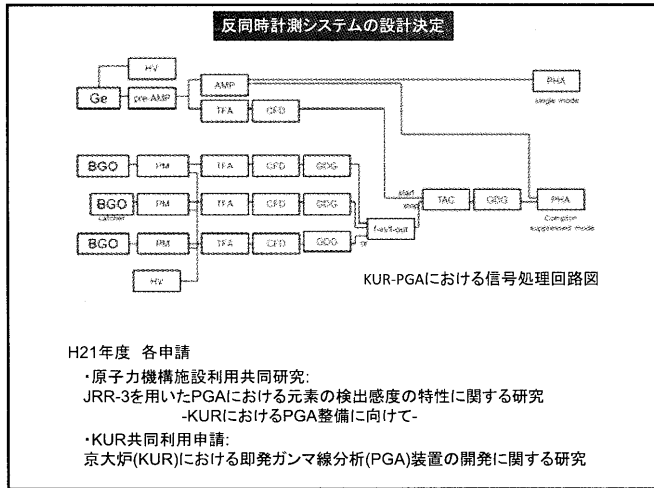 反同時計測システムの設計決定
HV
Ge
pre-AMP
AMP
PHA
single mode
TFA
CFD
BGO
PM
TFA
CFD
GDG
BGO
catcher
PM
TFA
CFD
GDG
start
stop
TAC
GDG
PHA
Compton
suppressed mode
f-in/f-out
or
BGO
PM
TFA
CFD
GDG
HV
KUR-PGAにおける信号処理回路図
H21年度 各申請
・原子力機構施設利用共同研究:
JRR-3を用いたPGAにおける元素の検出感度の特性に関する研究
-KURにおけるPGA整備に向けて-
・KUR共同利用申請:
京大炉(KUR)における即発ガンマ線分析(PGA)装置の開発に関する研究